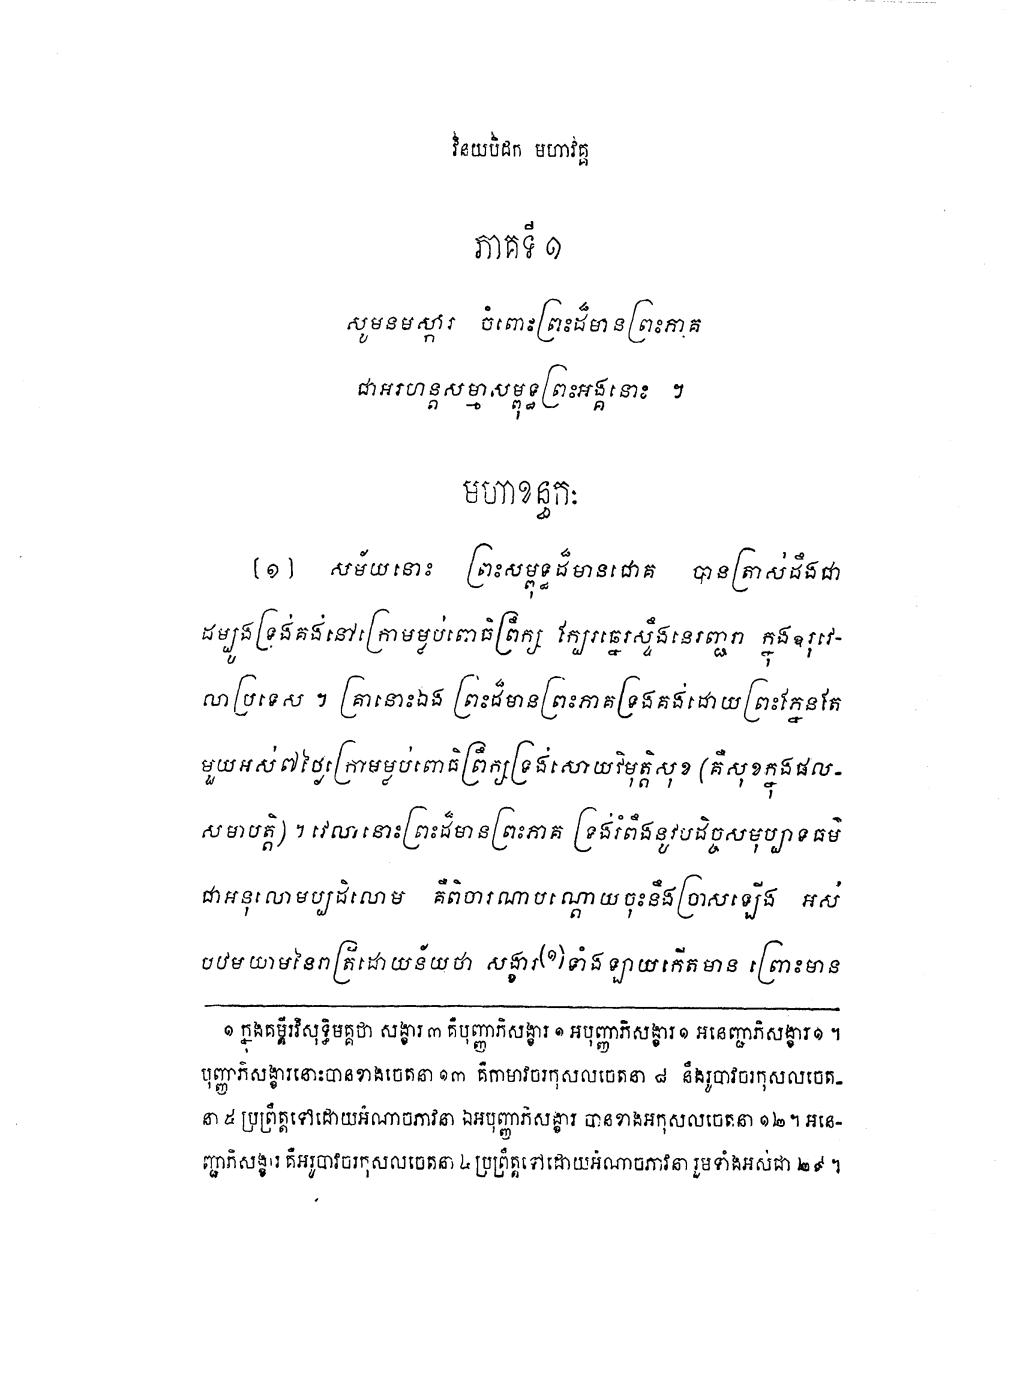 វិនយបិដក មហាវគ្គ
ភាគទី ១
សូមនមស្ការ ចំពោះព្រះដ៏មានព្រះភាគ
ជាអរហន្តសម្មាសម្ពុទ្ធព្រះអង្គនោះ ។
មហាខន្ធកៈ
[១] សម័យនោះ ព្រះសម្ពុទ្ធដ៏មានជោគ បានត្រាស់ដឹងជា
ដម្បូងទ្រង់គង់នៅក្រោមម្លប់ពោធិព្រឹក្ស ក្បែរឆ្នេរស្ទឹងនេរញ្ជរា ក្នុងឧរុវេ-
លាប្រទេស ។ គ្រានោះឯង ព្រះដ៏មានព្រះភាគទ្រង់គង់ដោយព្រះភ្នែនតែ
មួយអស់៧ថ្ងៃក្រោមម្លប់ពោធិព្រឹក្សទ្រង់សោយវិមុត្តិសុខ (គឺសុខក្នុងផល-
សមាបត្តិ) ។ វេលានោះព្រះដ៏មានព្រះភាគ ទ្រង់រំពឹងនូវបដិច្ចសមុប្បាទធម៌
ជាអនុលោមប្បដិលោម គឺពិចារណាបណ្តោយចុះនឹងច្រាសឡើង អស់
បឋមយាមនៃរាត្រីដោយន័យថា សង្ខារ(១)ទាំងឡាយកើតមាន ព្រោះមាន
១ ក្នុងគម្ពីរវិសុទ្ធិមគ្គថា សង្ខារ ៣ គឺបុញ្ញាភិសង្ខារ ១ អបុញ្ញាភិសង្ខារ ១ អនេញ្ជាភិសង្ខារ ១ ។
បុញ្ញាភិសង្ខារនោះបានខាងចេតនា ១៣ គឺកាមាវចរកុសលចេតនា ៨ នឹងរូបាវចរកុសលចេត-
នា ៥ ប្រព្រឹត្តទៅដោយអំណាចភាវនា ឯអបុញ្ញាភិសង្ខារ បានខាងអកុសលចេតនា ១២ ។ អនេ-
ញ្ជាភិសង្ខារ គឺអរូបាវចរកុសលចេតនា ៤ ប្រព្រឹត្តទៅដោយអំណាចភាវនា រួមទាំងអស់ជា ២៩ ។